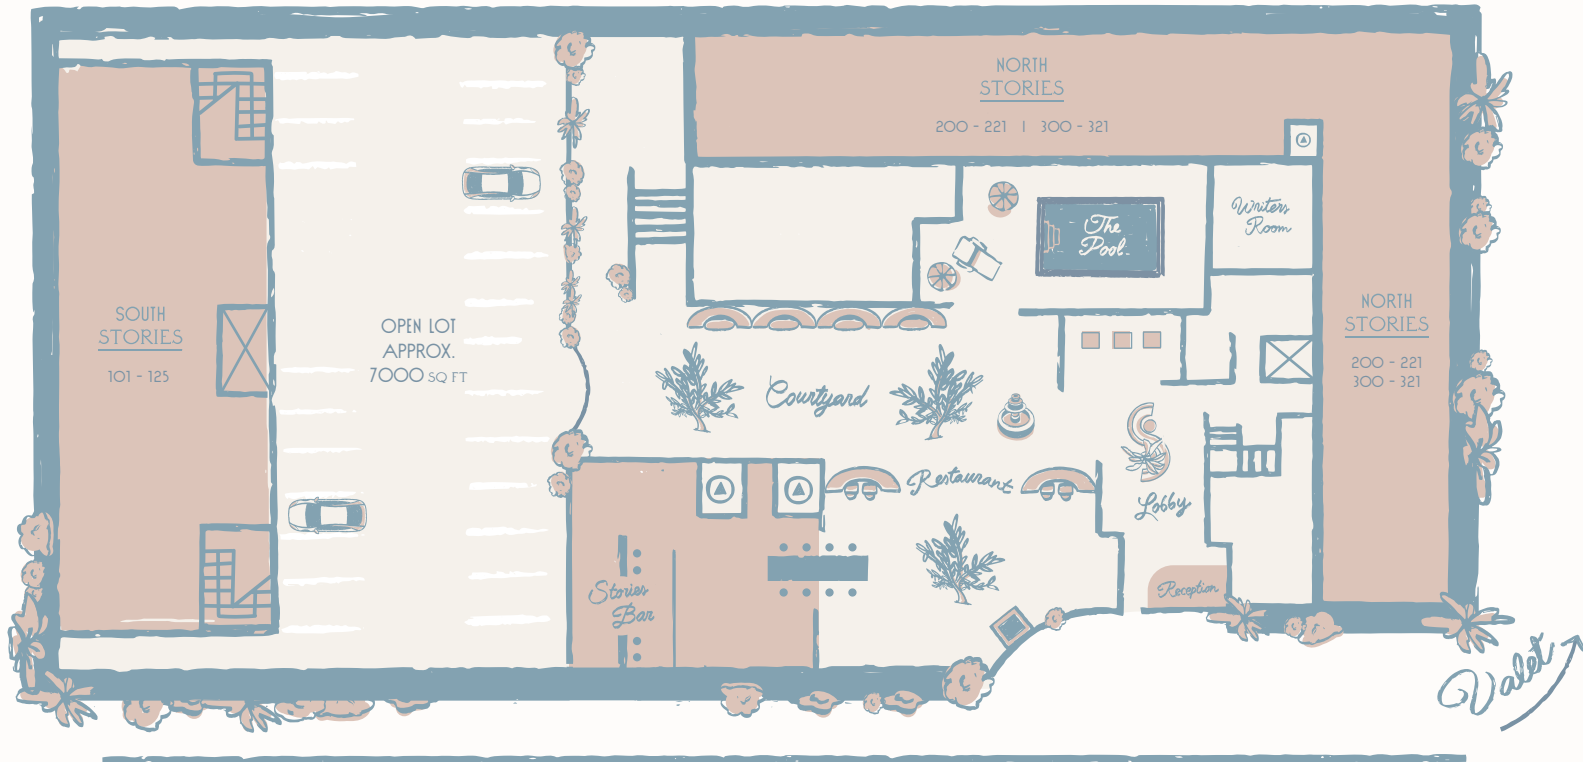 NORTH
STORIES
200 - 221 | 300 - 321
Writers
Room
The
Pool
SOUTH
STORIES
101 - 125
OPEN LOT
APPROX.
7000 SQ FT
NORTH
STORIES
200 - 221
300 - 321
Courtyard
Restaurant
Lobby
Stories
Bar
Reception
Valet